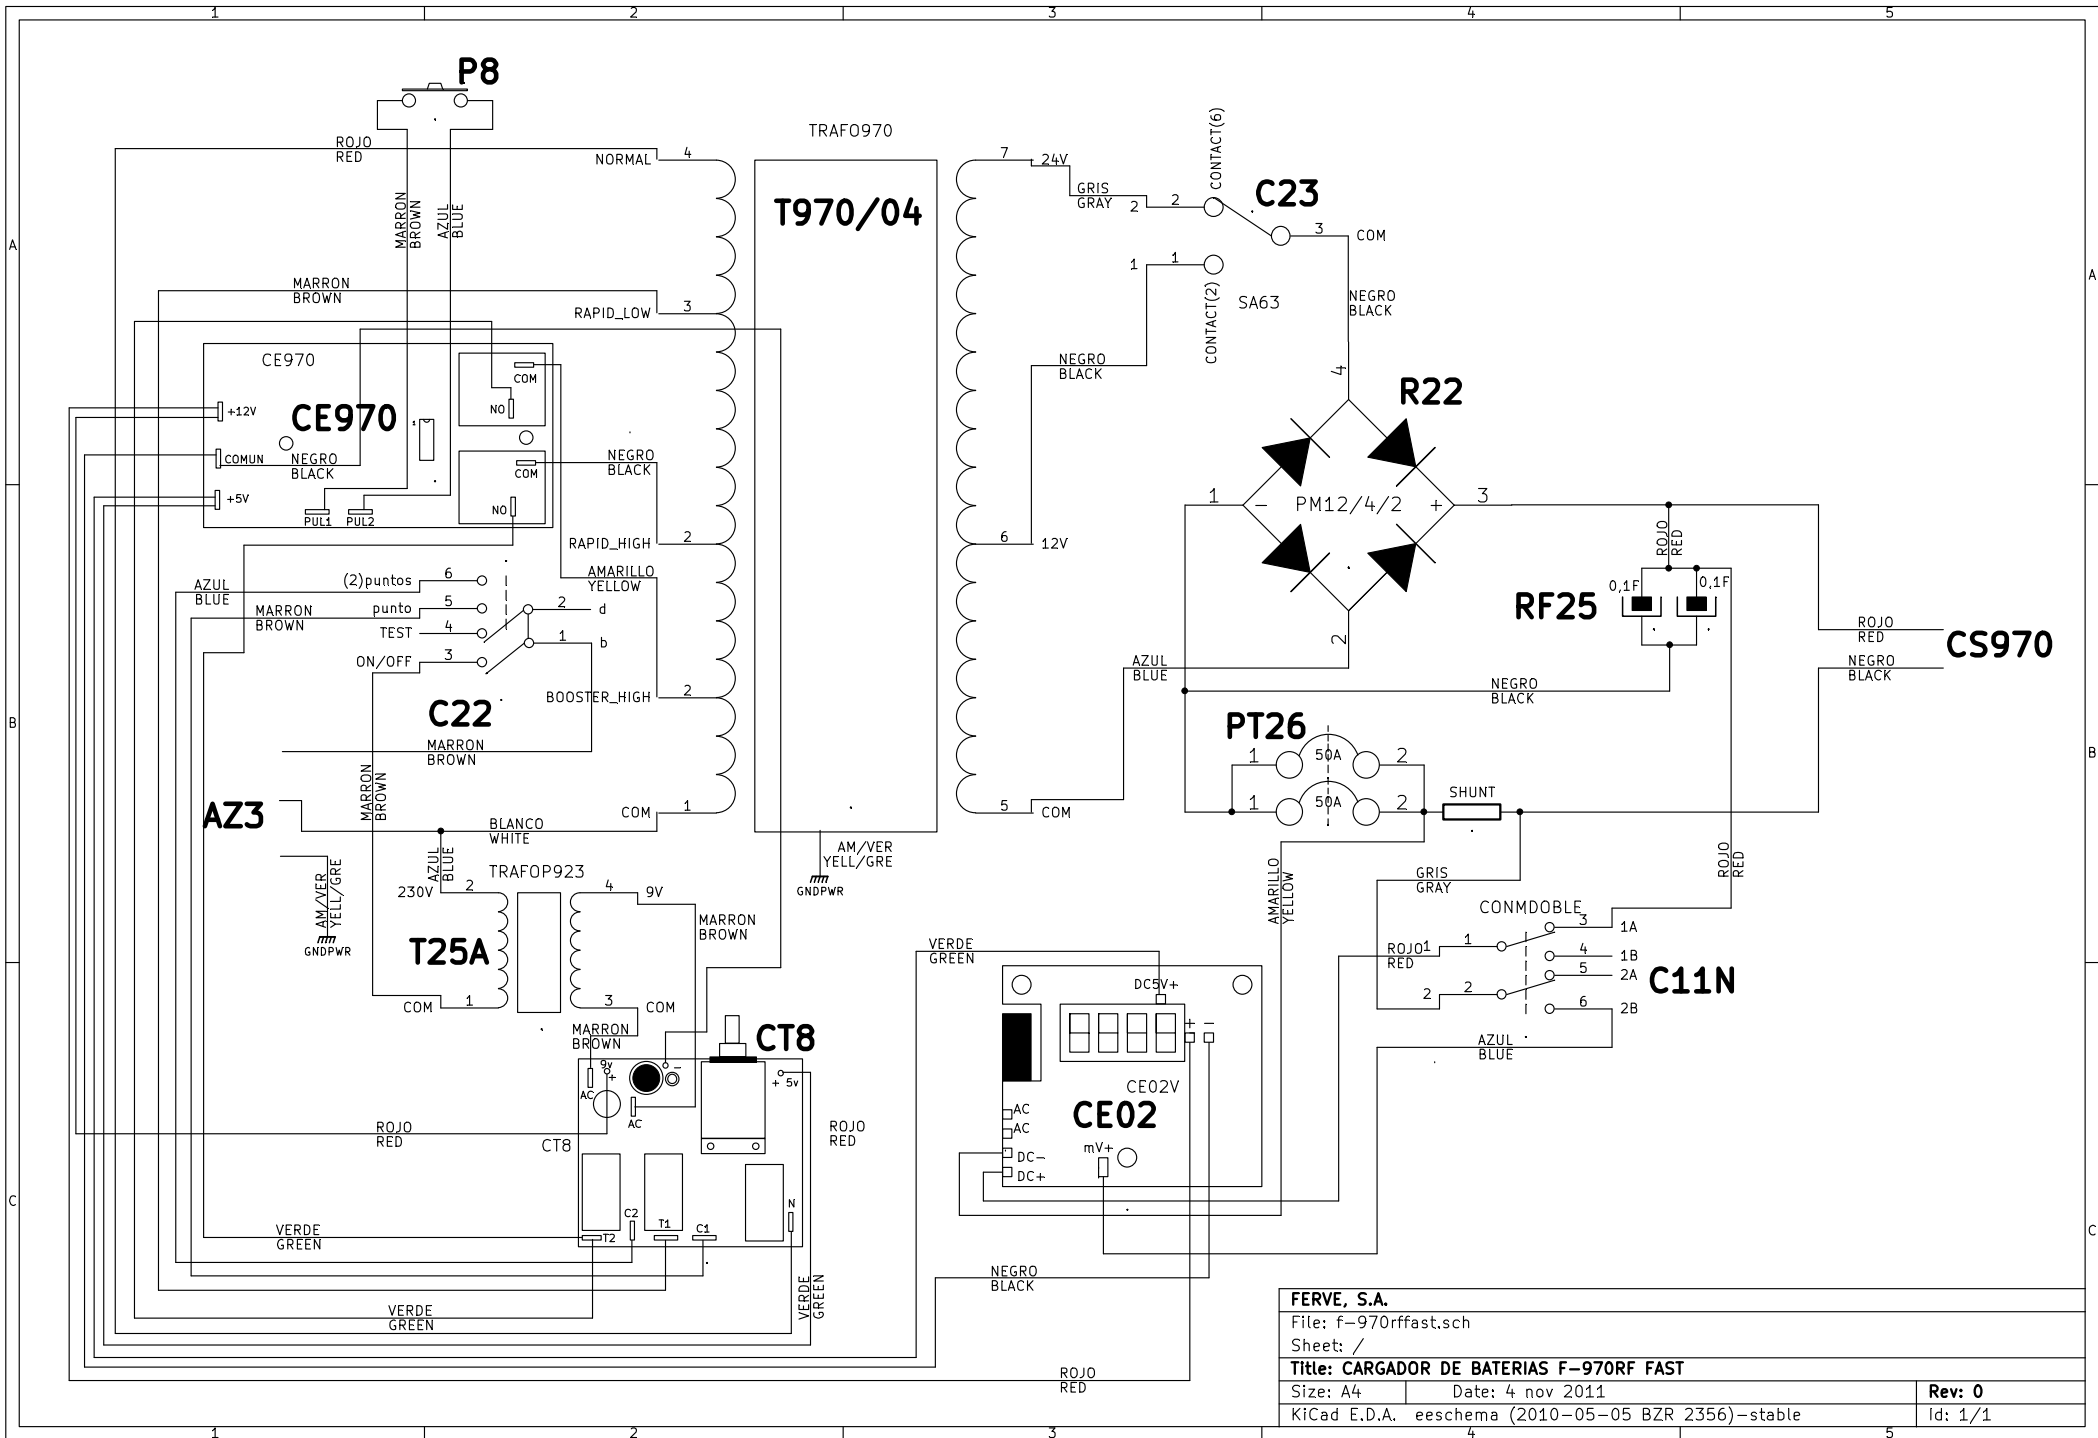 1
2
3
4
5
A
A
B
B
C
C
P8
ROJO
RED
MARRON
BROWN
AZUL
BLUE
NORMAL
4
TRAFO970
T970/04
7
24V
GRIS
GRAY
2
2
CONTACT(6)
C23
3
COM
1
1
CONTACT(2)
SA63
NEGRO
BLACK
MARRON
BROWN
RAPID_LOW
3
CE970
CE970
+12V
COMUN
+5V
NEGRO
BLACK
1
PUL1
PUL2
COM
NO
COM
NO
NEGRO
BLACK
RAPID_HIGH
2
AMARILLO
YELLOW
NEGRO
BLACK
6
12V
4
R22
1
-
PM12/4/2
+
3
2
AZUL
BLUE
ROJO
RED
0,1F
0,1F
RF25
ROJO
RED
CS970
NEGRO
BLACK
NEGRO
BLACK
AZUL
BLUE
(2)puntos
6
MARRON
BROWN
punto
5
TEST
4
ON/OFF
3
2
d
1
b
C22
BOOSTER_HIGH
2
MARRON
BROWN
MARRON
BROWN
AZ3
BLANCO
WHITE
COM
1
5
COM
PT26
1
50A
2
1
50A
2
SHUNT
AM/VER
YELL/GRE
GNDPWR
AM/VER
YELL/GRE
GNDPWR
AZUL
BLUE
TRAFOP923
230V
2
4
9V
MARRON
BROWN
T25A
COM
1
3
COM
MARRON
BROWN
AMARILLO
YELLOW
GRIS
GRAY
ROJO
RED
CONMDOBLE
3
1A
ROJO
RED
1
1
4
1B
5
2A
2
2
6
2B
C11N
AZUL
BLUE
VERDE
GREEN
DC5V+
+
-
CE02V
CE02
AC
AC
DC-
DC+
mV+
CT8
9v
+
-
+ 5v
AC
AC
CT8
C2
T2
T1
C1
N
ROJO
RED
ROJO
RED
VERDE
GREEN
VERDE
GREEN
VERDE
GREEN
NEGRO
BLACK
ROJO
RED
FERVE, S.A.
File: f-970rffast.sch
Sheet: /
Title: CARGADOR DE BATERIAS F-970RF FAST
Size: A4
Date: 4 nov 2011
Rev: 0
KiCad E.D.A. eeschema (2010-05-05 BZR 2356)-stable
Id: 1/1
1
2
3
4
5